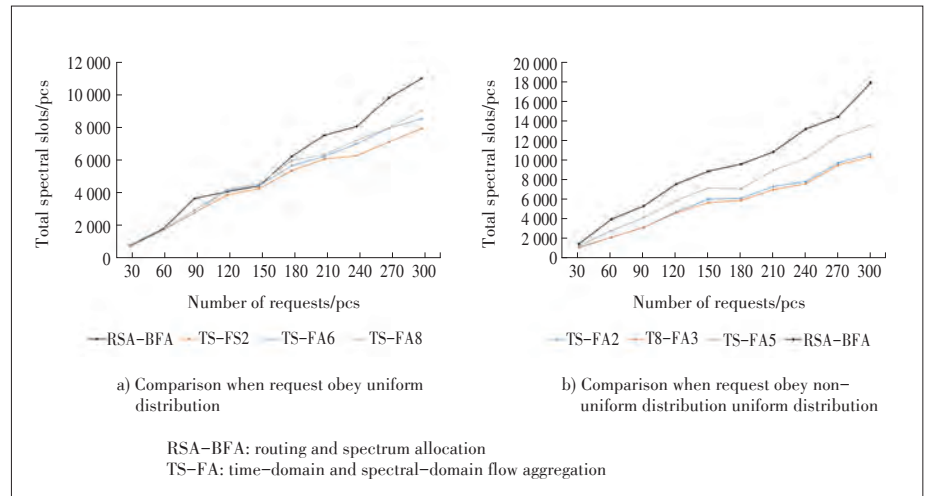 12 000
10 000
8 000
6 000
4 000
2 000
0
Total spectral slots/pcs
30 60 90 120 150 180 210 240 270 300
Number of requests/pcs
RSA-BFA TS-FS2 TS-FA6 TS-FA8
a) Comparison when request obey uniform
distribution
20 000
18 000
16 000
14 000
12 000
10 000
8 000
6 000
4 000
2 000
0
Total spectral slots/pcs
30 60 90 120 150 180 210 240 270 300
Number of requests/pcs
TS-FA2 T8-FA3 TS-FA5 RSA-BFA
b) Comparison when request obey non-
uniform distribution uniform distribution
RSA-BFA: routing and spectrum allocation
TS-FA: time-domain and spectral-domain flow aggregation